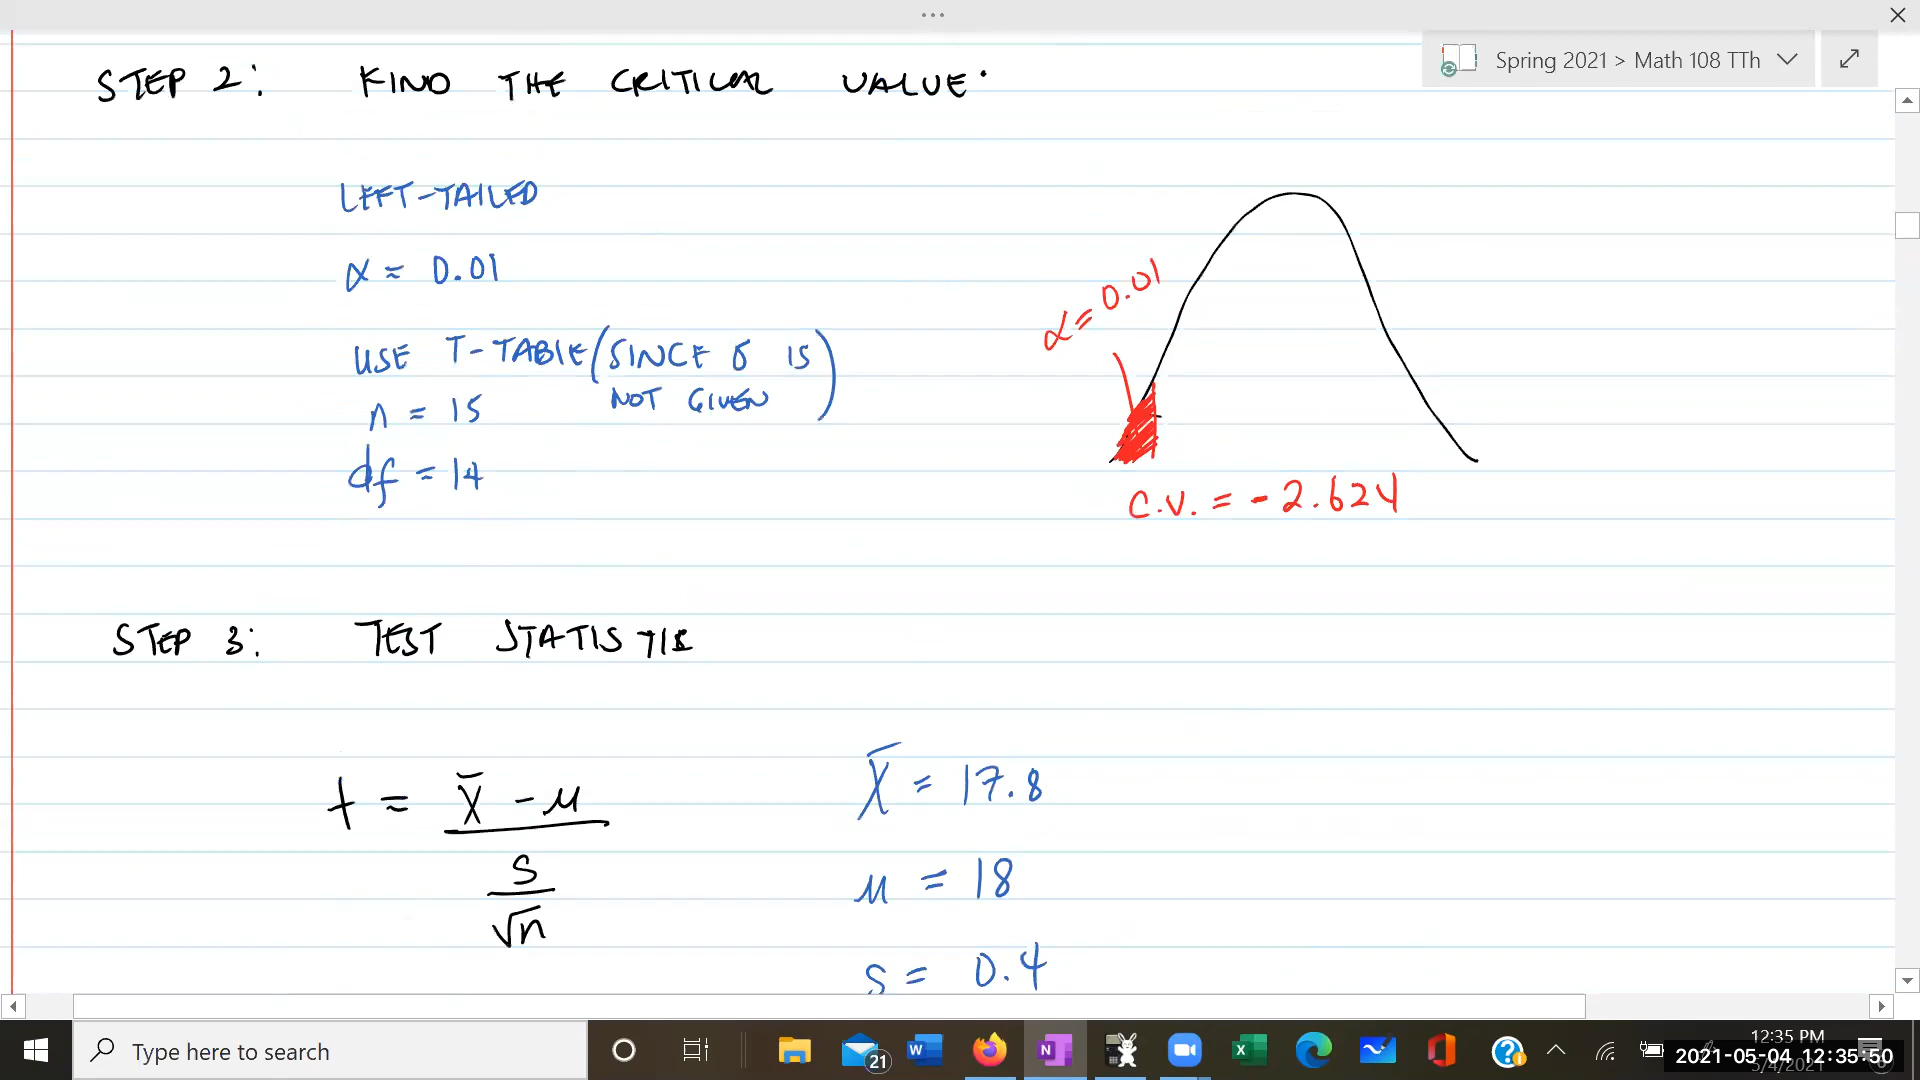 Spring 2021 > Math 108 TTh
STEP 2: FIND THE CRITICAL VALUE.
LEFT-TAILED
α = 0.01
α = 0.01
USE T-TABLE (SINCE σ IS
NOT GIVEN)
n = 15
df = 14
C.V. = -2.624
STEP 3: TEST STATISTIC
t = x̄ - μ
s
√n
X̄ = 17.8
μ = 18
s = 0.4
Type here to search
21
12:35 PM
2021-05-04 12:35:50